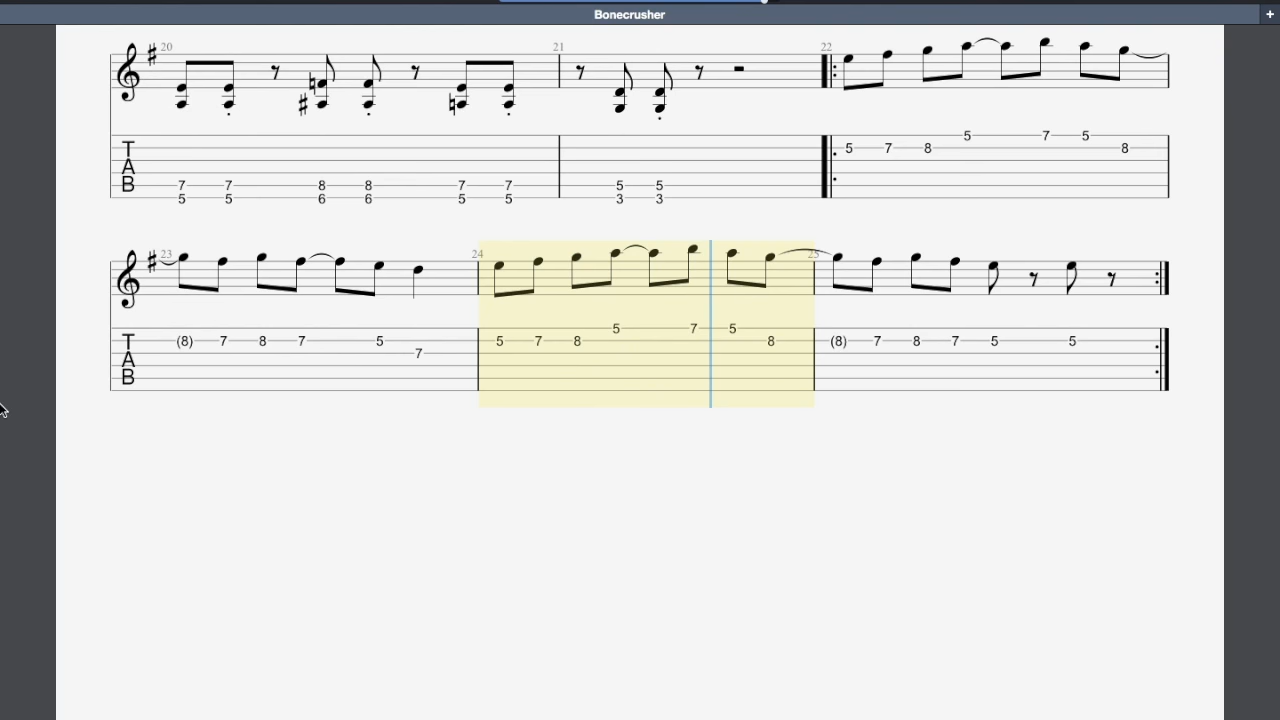 Bonecrusher
+
20 21 22
5 7 5
T 5 7 8 8
A
B 7 7 8 8 7 7 5 5
5 5 6 6 5 5 3 3
23 24 25
5 7 5
T (8) 7 8 7 5 5 7 8 8 (8) 7 8 7 5 5
A 7
B